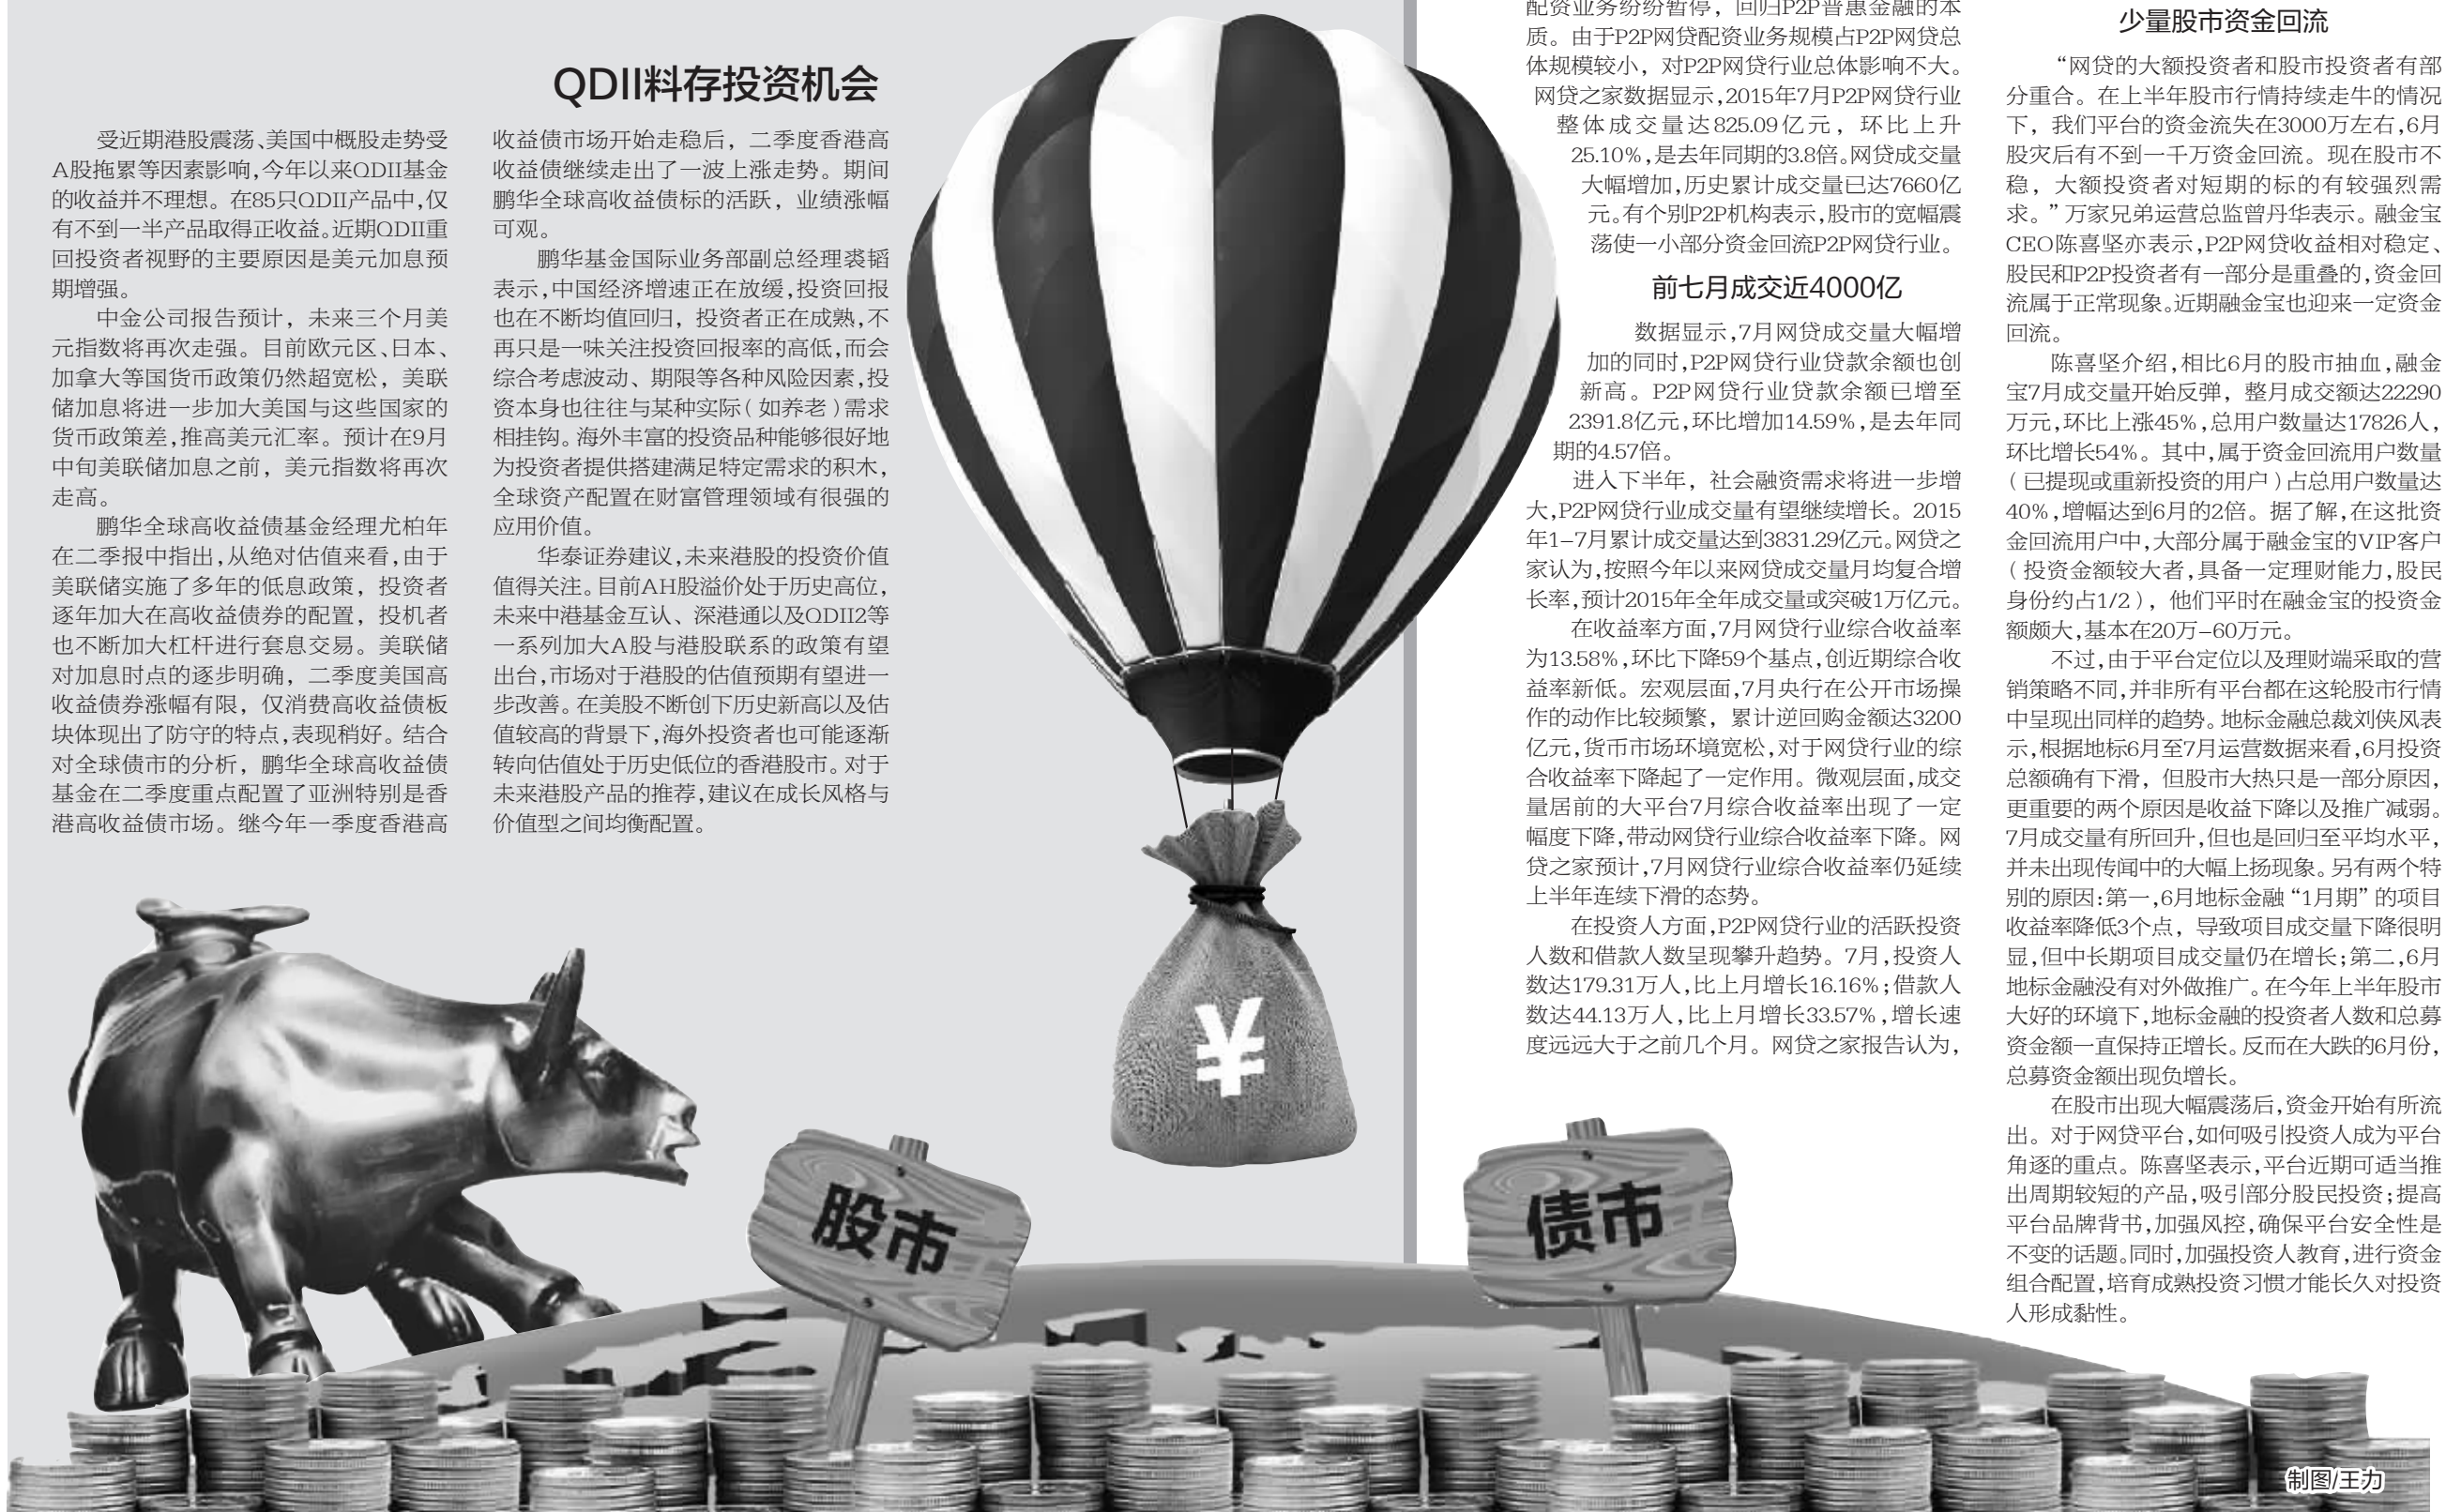 QDII料存投资机会
受近期港股震荡、美国中概股走势受
A股拖累等因素影响,今年以来QDII基金
的收益并不理想。在85只QDII产品中,仅
有不到一半产品取得正收益。近期QDII重
回投资者视野的主要原因是美元加息预
期增强。
中金公司报告预计，未来三个月美
元指数将再次走强。目前欧元区、日本、
加拿大等国货币政策仍然超宽松，美联
储加息将进一步加大美国与这些国家的
货币政策差,推高美元汇率。预计在9月
中旬美联储加息之前，美元指数将再次
走高。
鹏华全球高收益债基金经理尤柏年
在二季报中指出,从绝对估值来看,由于
美联储实施了多年的低息政策，投资者
逐年加大在高收益债券的配置，投机者
也不断加大杠杆进行套息交易。美联储
对加息时点的逐步明确，二季度美国高
收益债券涨幅有限，仅消费高收益债板
块体现出了防守的特点,表现稍好。结合
对全球债市的分析，鹏华全球高收益债
基金在二季度重点配置了亚洲特别是香
港高收益债市场。继今年一季度香港高
收益债市场开始走稳后，二季度香港高
收益债继续走出了一波上涨走势。期间
鹏华全球高收益债标的活跃，业绩涨幅
可观。
鹏华基金国际业务部副总经理裘韬
表示,中国经济增速正在放缓,投资回报
也在不断均值回归，投资者正在成熟,不
再只是一味关注投资回报率的高低,而会
综合考虑波动、期限等各种风险因素,投
资本身也往往与某种实际(如养老)需求
相挂钩。海外丰富的投资品种能够很好地
为投资者提供搭建满足特定需求的积木,
全球资产配置在财富管理领域有很强的
应用价值。
华泰证券建议,未来港股的投资价值
值得关注。目前AH股溢价处于历史高位,
未来中港基金互认、深港通以及QDII2等
一系列加大A股与港股联系的政策有望
出台,市场对于港股的估值预期有望进一
步改善。在美股不断创下历史新高以及估
值较高的背景下,海外投资者也可能逐渐
转向估值处于历史低位的香港股市。对于
未来港股产品的推荐,建议在成长风格与
价值型之间均衡配置。
¥
股市
债市
配资业务纷纷暂停，回归P2P普惠金融的本
质。由于P2P网贷配资业务规模占P2P网贷总
体规模较小，对P2P网贷行业总体影响不大。
网贷之家数据显示,2015年7月P2P网贷行业
整体成交量达825.09亿元，环比上升
25.10%,是去年同期的3.8倍。网贷成交量
大幅增加,历史累计成交量已达7660亿
元。有个别P2P机构表示,股市的宽幅震
荡使一小部分资金回流P2P网贷行业。
前七月成交近4000亿
数据显示,7月网贷成交量大幅增
加的同时,P2P网贷行业贷款余额也创
新高。P2P网贷行业贷款余额已增至
2391.8亿元,环比增加14.59%,是去年同
期的4.57倍。
进入下半年，社会融资需求将进一步增
大,P2P网贷行业成交量有望继续增长。2015
年1-7月累计成交量达到3831.29亿元。网贷之
家认为,按照今年以来网贷成交量月均复合增
长率,预计2015年全年成交量或突破1万亿元。
在收益率方面,7月网贷行业综合收益率
为13.58%,环比下降59个基点,创近期综合收
益率新低。宏观层面,7月央行在公开市场操
作的动作比较频繁，累计逆回购金额达3200
亿元,货币市场环境宽松,对于网贷行业的综
合收益率下降起了一定作用。微观层面,成交
量居前的大平台7月综合收益率出现了一定
幅度下降,带动网贷行业综合收益率下降。网
贷之家预计,7月网贷行业综合收益率仍延续
上半年连续下滑的态势。
在投资人方面,P2P网贷行业的活跃投资
人数和借款人数呈现攀升趋势。7月,投资人
数达179.31万人,比上月增长16.16%;借款人
数达44.13万人,比上月增长33.57%,增长速
度远远大于之前几个月。网贷之家报告认为,
少量股市资金回流
“网贷的大额投资者和股市投资者有部
分重合。在上半年股市行情持续走牛的情况
下，我们平台的资金流失在3000万左右,6月
股灾后有不到一千万资金回流。现在股市不
稳，大额投资者对短期的标的有较强烈需
求。”万家兄弟运营总监曾丹华表示。融金宝
CEO陈喜坚亦表示,P2P网贷收益相对稳定、
股民和P2P投资者有一部分是重叠的,资金回
流属于正常现象。近期融金宝也迎来一定资金
回流。
陈喜坚介绍,相比6月的股市抽血,融金
宝7月成交量开始反弹，整月成交额达22290
万元,环比上涨45%,总用户数量达17826人,
环比增长54%。其中,属于资金回流用户数量
(已提现或重新投资的用户)占总用户数量达
40%,增幅达到6月的2倍。据了解,在这批资
金回流用户中,大部分属于融金宝的VIP客户
(投资金额较大者,具备一定理财能力,股民
身份约占1/2)，他们平时在融金宝的投资金
额颇大,基本在20万-60万元。
不过,由于平台定位以及理财端采取的营
销策略不同,并非所有平台都在这轮股市行情
中呈现出同样的趋势。地标金融总裁刘侠风表
示,根据地标6月至7月运营数据来看,6月投资
总额确有下滑，但股市大热只是一部分原因,
更重要的两个原因是收益下降以及推广减弱。
7月成交量有所回升,但也是回归至平均水平,
并未出现传闻中的大幅上扬现象。另有两个特
别的原因:第一,6月地标金融“1月期”的项目
收益率降低3个点，导致项目成交量下降很明
显,但中长期项目成交量仍在增长;第二,6月
地标金融没有对外做推广。在今年上半年股市
大好的环境下,地标金融的投资者人数和总募
资金额一直保持正增长。反而在大跌的6月份,
总募资金额出现负增长。
在股市出现大幅震荡后,资金开始有所流
出。对于网贷平台,如何吸引投资人成为平台
角逐的重点。陈喜坚表示,平台近期可适当推
出周期较短的产品,吸引部分股民投资;提高
平台品牌背书,加强风控,确保平台安全性是
不变的话题。同时,加强投资人教育,进行资金
组合配置,培育成熟投资习惯才能长久对投资
人形成黏性。
制图/王力